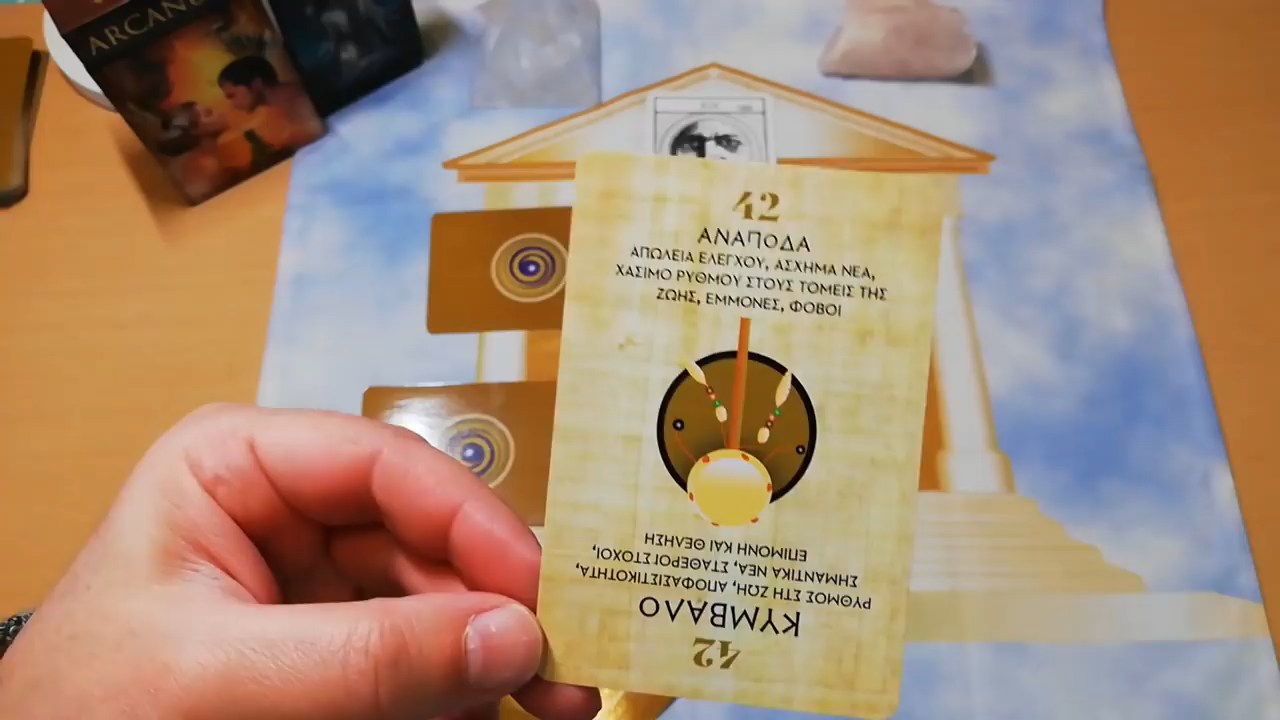 ARCAN
42
ΑΝΑΠΟΔΑ
ΑΠΩΛΕΙΑ ΕΛΕΓΧΟΥ, ΑΣΧΗΜΑ ΝΕΑ,
ΧΑΣΙΜΟ ΡΥΘΜΟΥ ΣΤΟΥΣ ΤΟΜΕΙΣ ΤΗΣ
ΖΩΗΣ, ΕΜΜΟΝΕΣ, ΦΟΒΟΙ
42
ΚΥΜΒΑΛΟ
ΡΥΘΜΟΣ ΣΤΗ ΖΩΗ, ΑΠΟΦΑΣΙΣΤΙΚΟΤΗΤΑ,
ΣΗΜΑΝΤΙΚΑ ΝΕΑ, ΣΤΑΘΕΡΟΙ ΣΤΟΧΟΙ,
ΕΠΙΜΟΝΗ ΚΑΙ ΘΕΛΗΣΗ